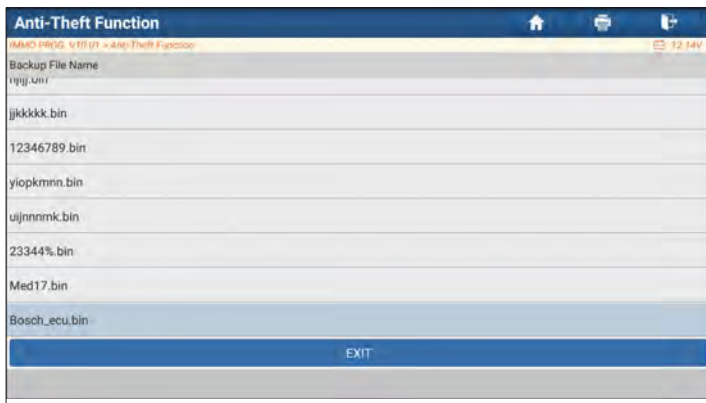 Anti-Theft Function
IMMO PROG. V10.01 > Anti-Theft Function
12.14V
Backup File Name
jjkkkkk.bin
12346789.bin
yiopkmnn.bin
uijnnnmk.bin
23344%.bin
Med17.bin
Bosch_ecu.bin
EXIT